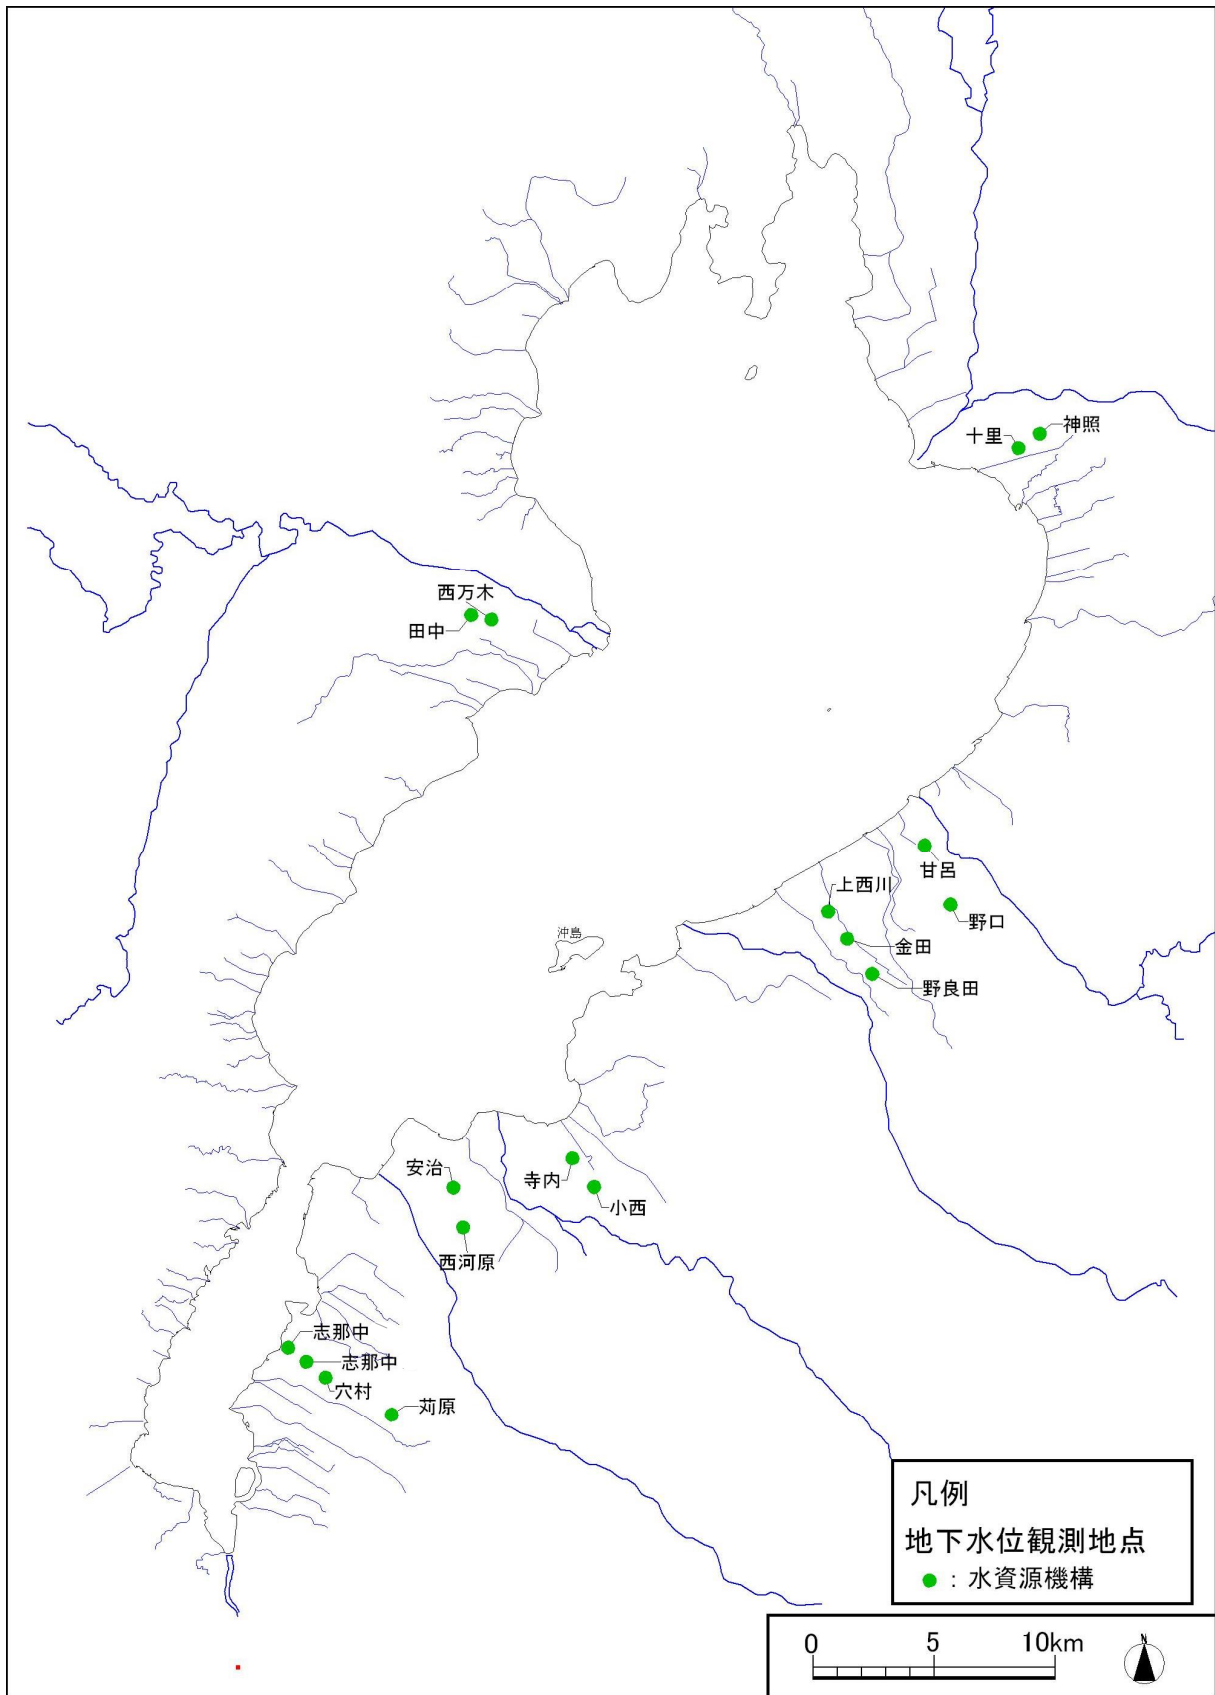 十里
神照
西万木
田中
甘呂
上西川
野口
金田
野良田
沖島
安治
寺内
小西
西河原
志那中
志那中
穴村
苅原
凡例
地下水位観測地点
：水資源機構
0 5 10km
N